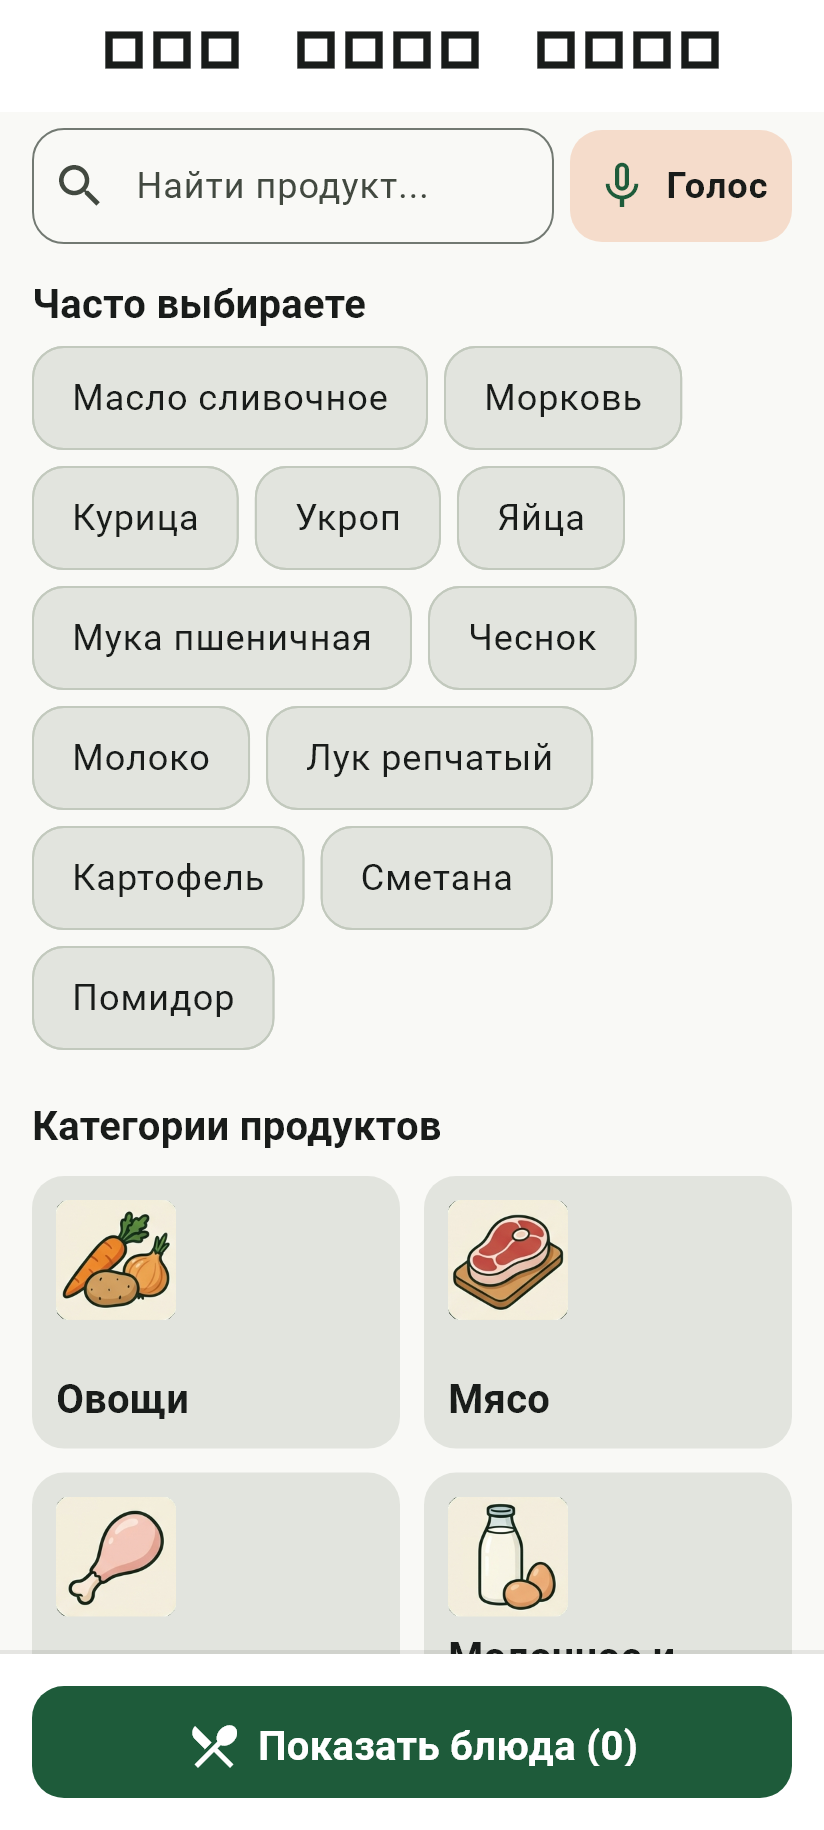 Найти продукт...
Голос
Часто выбираете
Масло сливочное
Морковь
Курица
Укроп
Яйца
Мука пшеничная
Чеснок
Молоко
Лук репчатый
Картофель
Сметана
Помидор
Категории продуктов
Овощи
Мясо
Показать блюда (0)